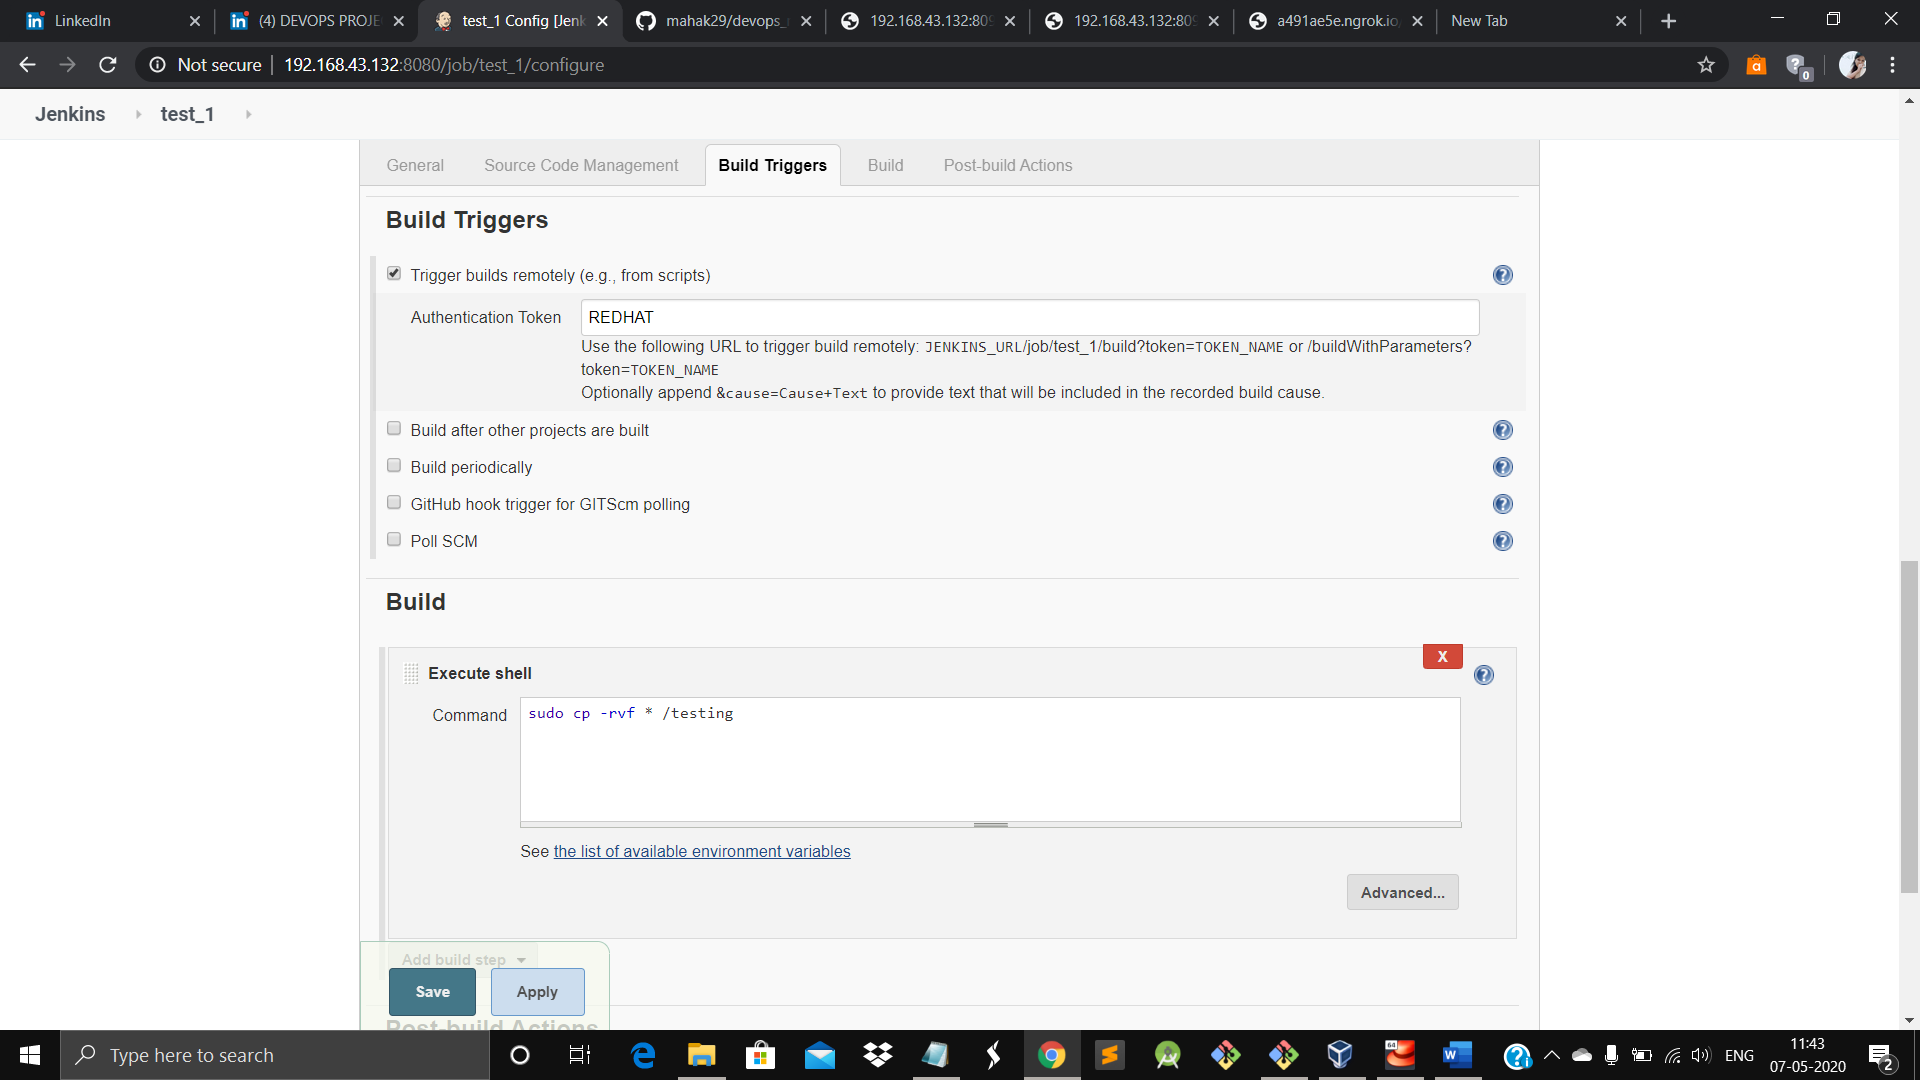 LinkedIn
(4) DEVOPS PROJE
test_1 Config [Jenk
mahak29/devops_
192.168.43.132:809
192.168.43.132:809
a491ae5e.ngrok.io
New Tab
Not secure
192.168.43.132:8080/job/test_1/configure
0
Jenkins
test_1
General
Source Code Management
Build Triggers
Build
Post-build Actions
Build Triggers
Trigger builds remotely (e.g., from scripts)
Authentication Token
REDHAT
Use the following URL to trigger build remotely: JENKINS_URL/job/test_1/build?token=TOKEN_NAME or /buildWithParameters?
token=TOKEN_NAME
Optionally append &cause=Cause+Text to provide text that will be included in the recorded build cause.
Build after other projects are built
Build periodically
GitHub hook trigger for GITScm polling
Poll SCM
Build
X
Execute shell
Command
sudo cp -rvf * /testing
See the list of available environment variables
Advanced...
Add build step
Save
Apply
Post-build Actions
Type here to search
ENG
11:43
07-05-2020
2